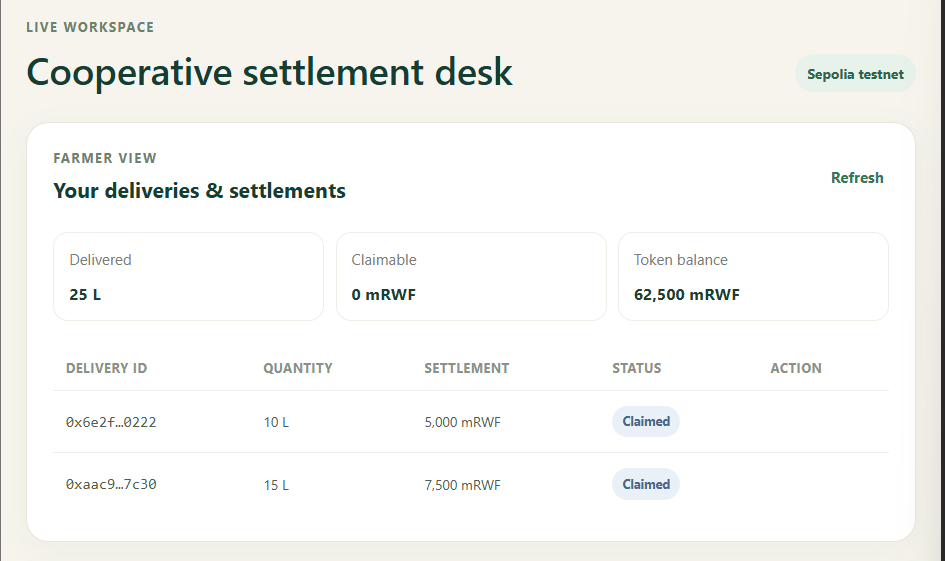 LIVE WORKSPACE
Cooperative settlement desk
Sepolia testnet
FARMER VIEW
Your deliveries & settlements
Refresh
Delivered
25 L
Claimable
0 mRWF
Token balance
62,500 mRWF
DELIVERY ID QUANTITY SETTLEMENT STATUS ACTION
0x6e2f…0222 10 L 5,000 mRWF Claimed
0xaac9…7c30 15 L 7,500 mRWF Claimed